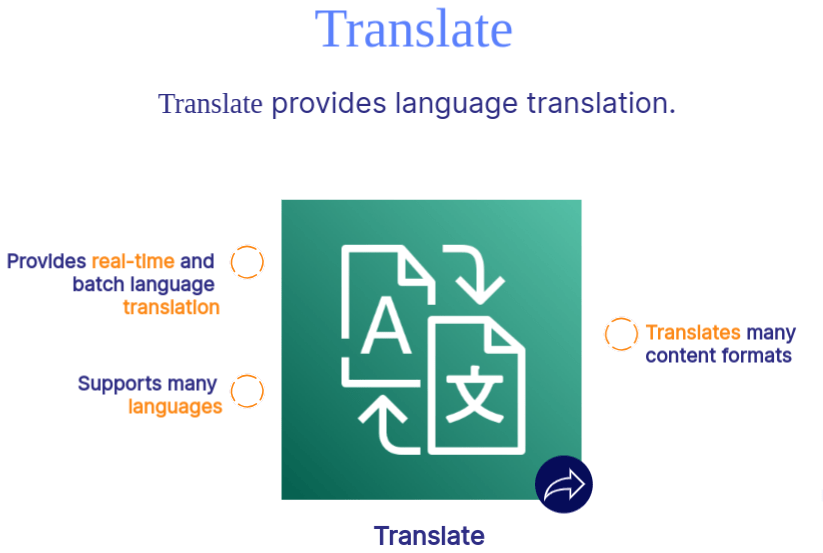 Translate
Translate provides language translation.
Provides real-time and
batch language
translation
Supports many
languages
A
文
Translates many
content formats
Translate